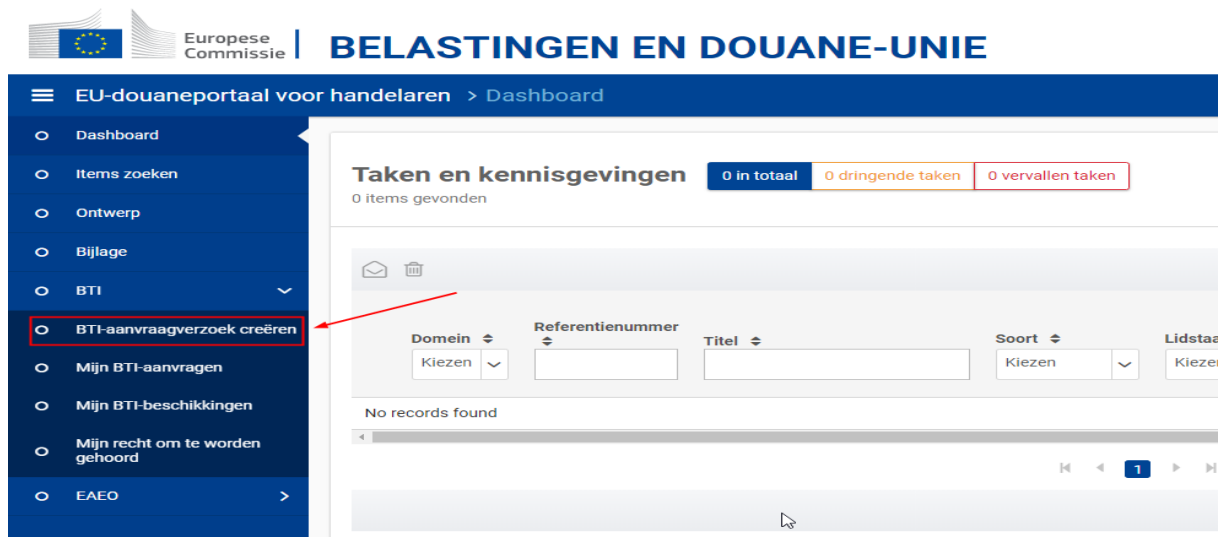 Europese
Commissie
BELASTINGEN EN DOUANE-UNIE
EU-douaneportaal voor handelaren > Dashboard
Dashboard
Items zoeken
Ontwerp
Bijlage
BTI
BTI-aanvraagverzoek creëren
Mijn BTI-aanvragen
Mijn BTI-beschikkingen
Mijn recht om te worden
gehoord
EAEO
Taken en kennisgevingen
0 in totaal
0 dringende taken
0 vervallen taken
0 items gevonden
Domein
Referentienummer
Titel
Soort
Lidstaa
Kiezen
Kiezen
Kiezen
No records found
1